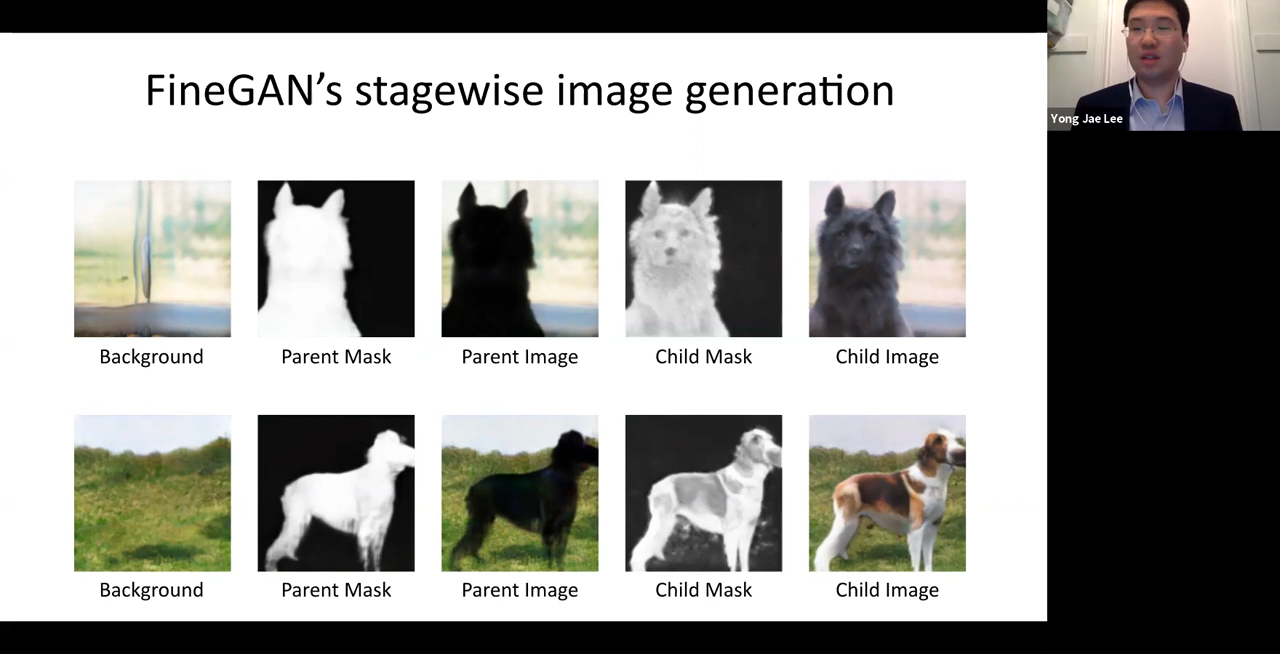 FineGAN’s stagewise image generation
Yong Jae Lee
Background Parent Mask Parent Image Child Mask Child Image
Background Parent Mask Parent Image Child Mask Child Image